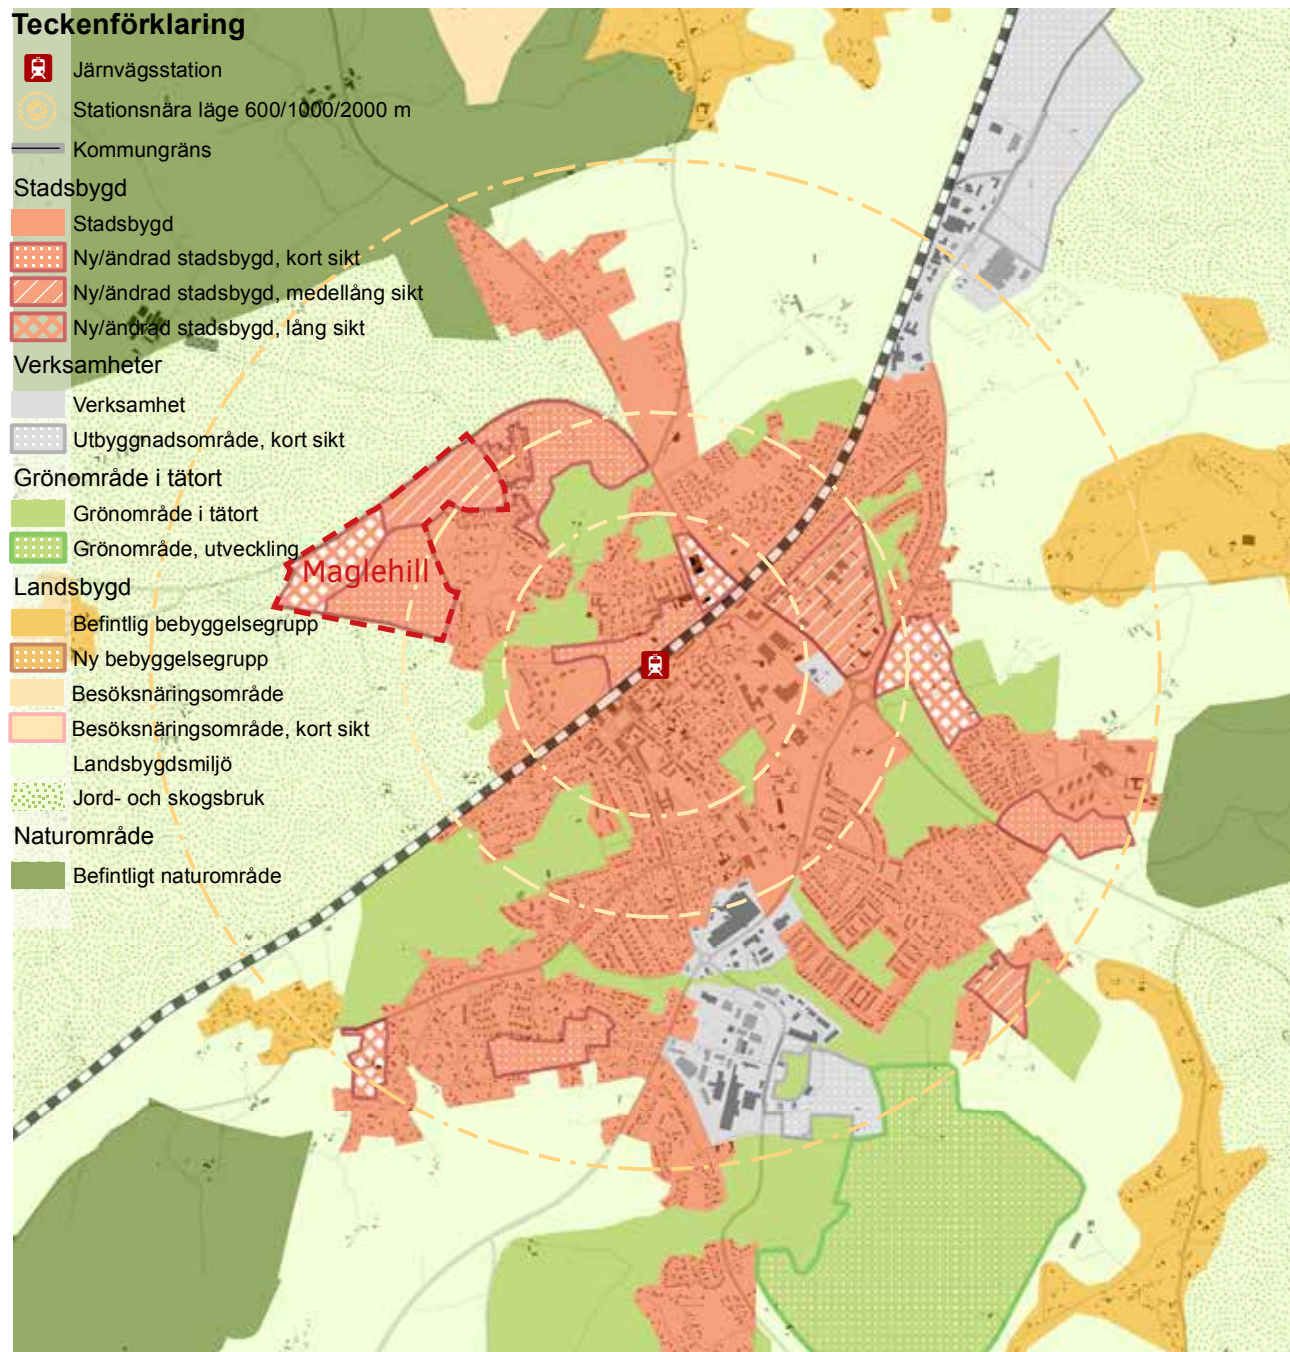 Teckenförklaring
Järnvägsstation
Stationsnära läge 600/1000/2000 m
Kommungräns
Stadsbygd
Stadsbygd
Ny/ändrad stadsbygd, kort sikt
Ny/ändrad stadsbygd, medellång sikt
Ny/ändrad stadsbygd, lång sikt
Verksamheter
Verksamhet
Utbyggnadsområde, kort sikt
Grönområde i tätort
Grönområde i tätort
Grönområde, utveckling
Landsbygd
Befintlig bebyggelsegrupp
Ny bebyggelsegrupp
Besöksnäringsområde
Besöksnäringsområde, kort sikt
Landsbygdsmiljö
Jord- och skogsbruk
Naturområde
Befintligt naturområde
Maglehill